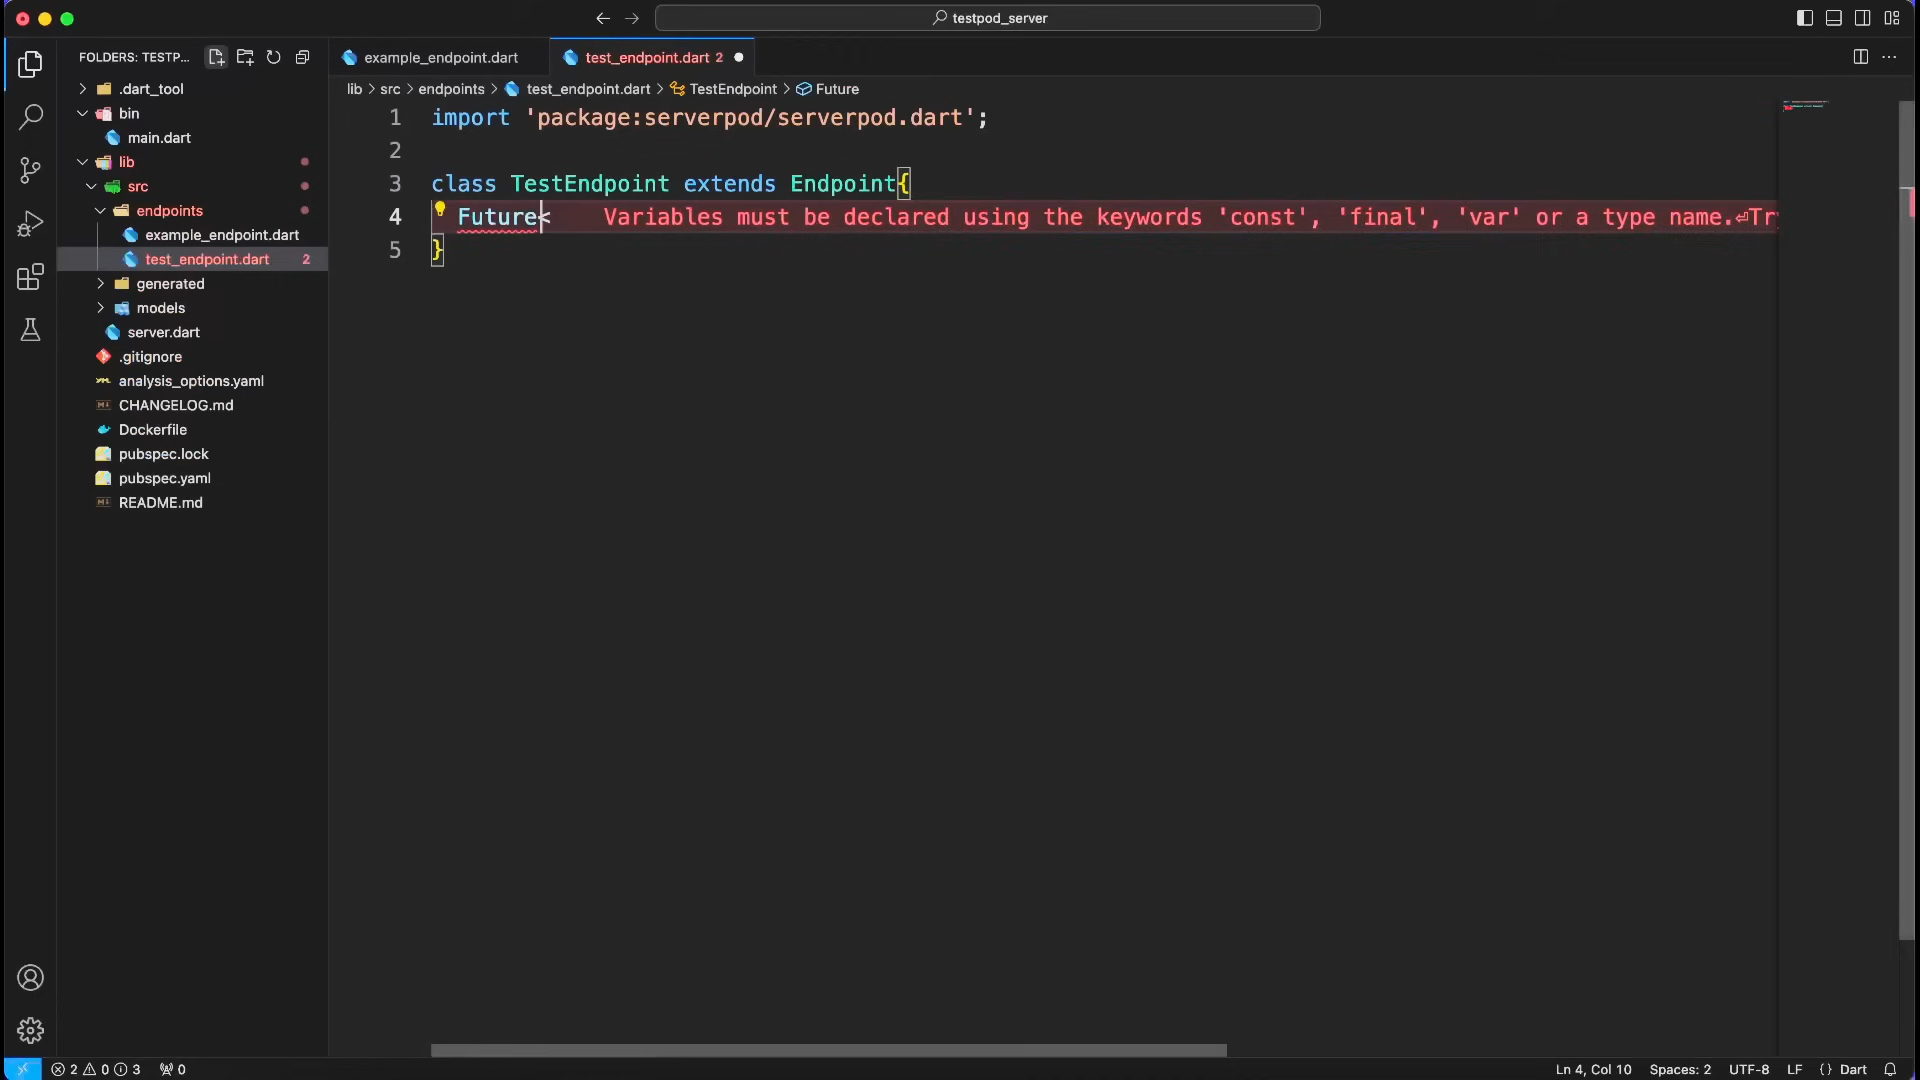 testpod_server
FOLDERS: TESTP...
example_endpoint.dart
test_endpoint.dart 2
.dart_tool
bin
main.dart
lib
src
endpoints
example_endpoint.dart
test_endpoint.dart 2
generated
models
server.dart
.gitignore
analysis_options.yaml
CHANGELOG.md
Dockerfile
pubspec.lock
pubspec.yaml
README.md
lib > src > endpoints > test_endpoint.dart > TestEndpoint > Future
1 import 'package:serverpod/serverpod.dart';
2
3 class TestEndpoint extends Endpoint{
4 Future< Variables must be declared using the keywords 'const', 'final', 'var' or a type name.⏎Try
5 }
2 0 3 0
Ln 4, Col 10 Spaces: 2 UTF-8 LF {} Dart